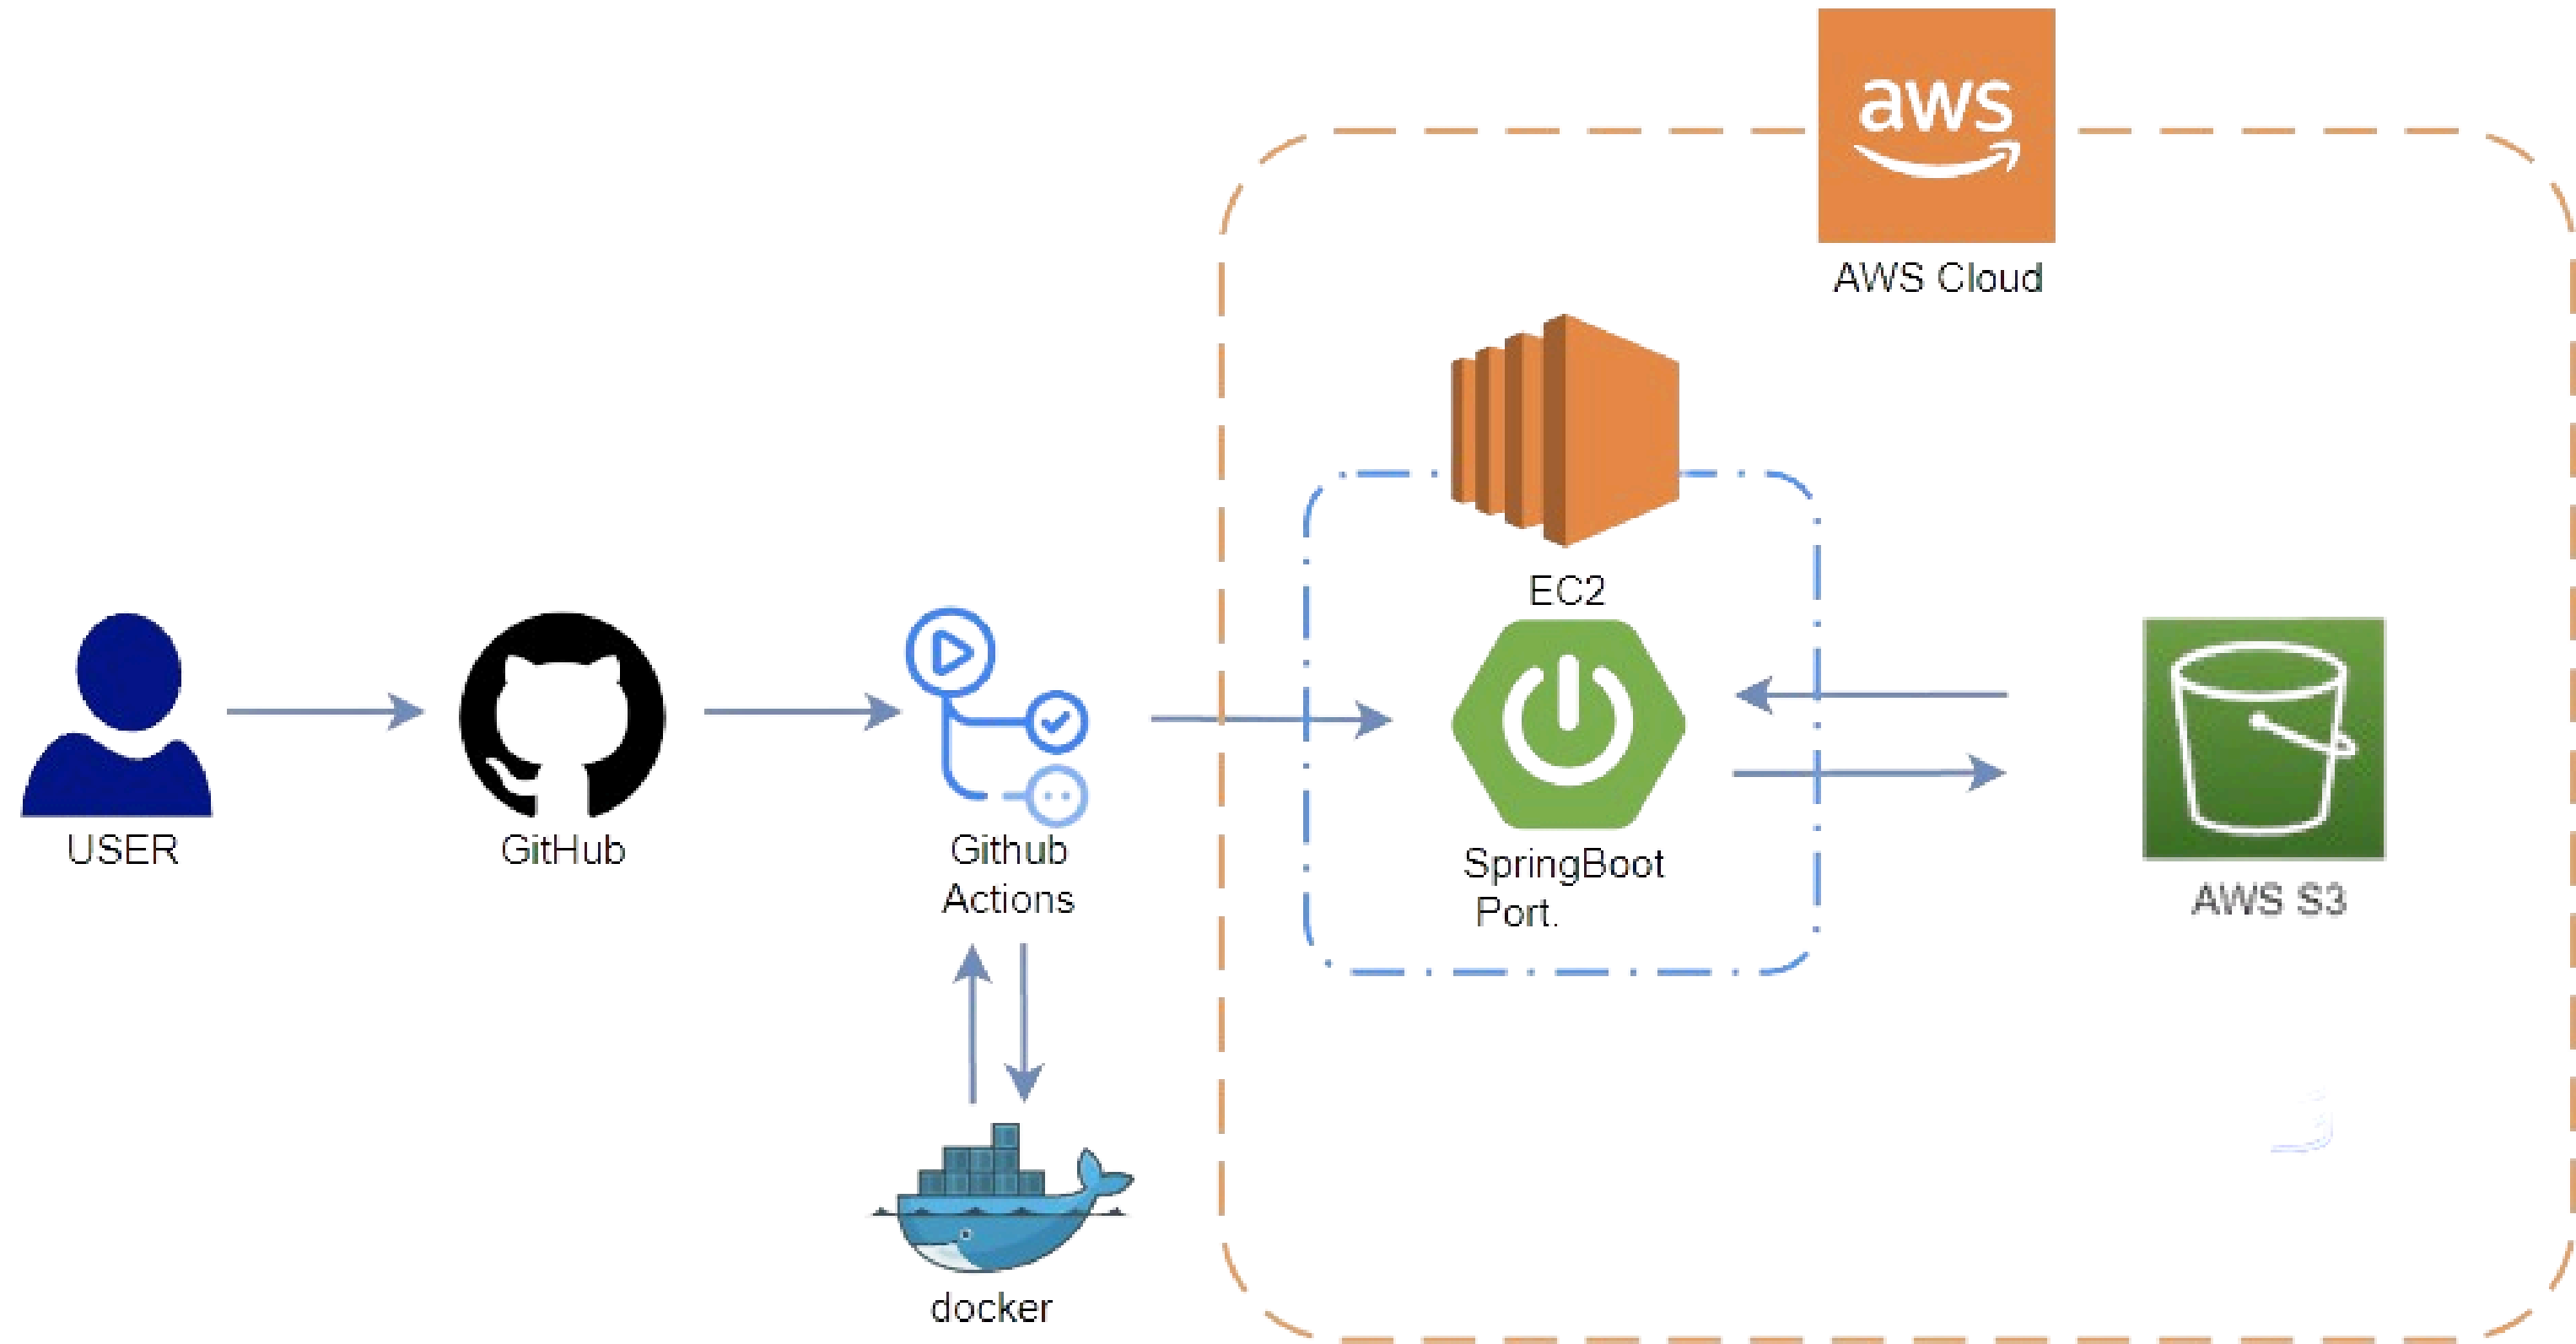 aws
AWS Cloud
EC2
USER
GitHub
Github
Actions
SpringBoot
Port.
AWS S3
docker